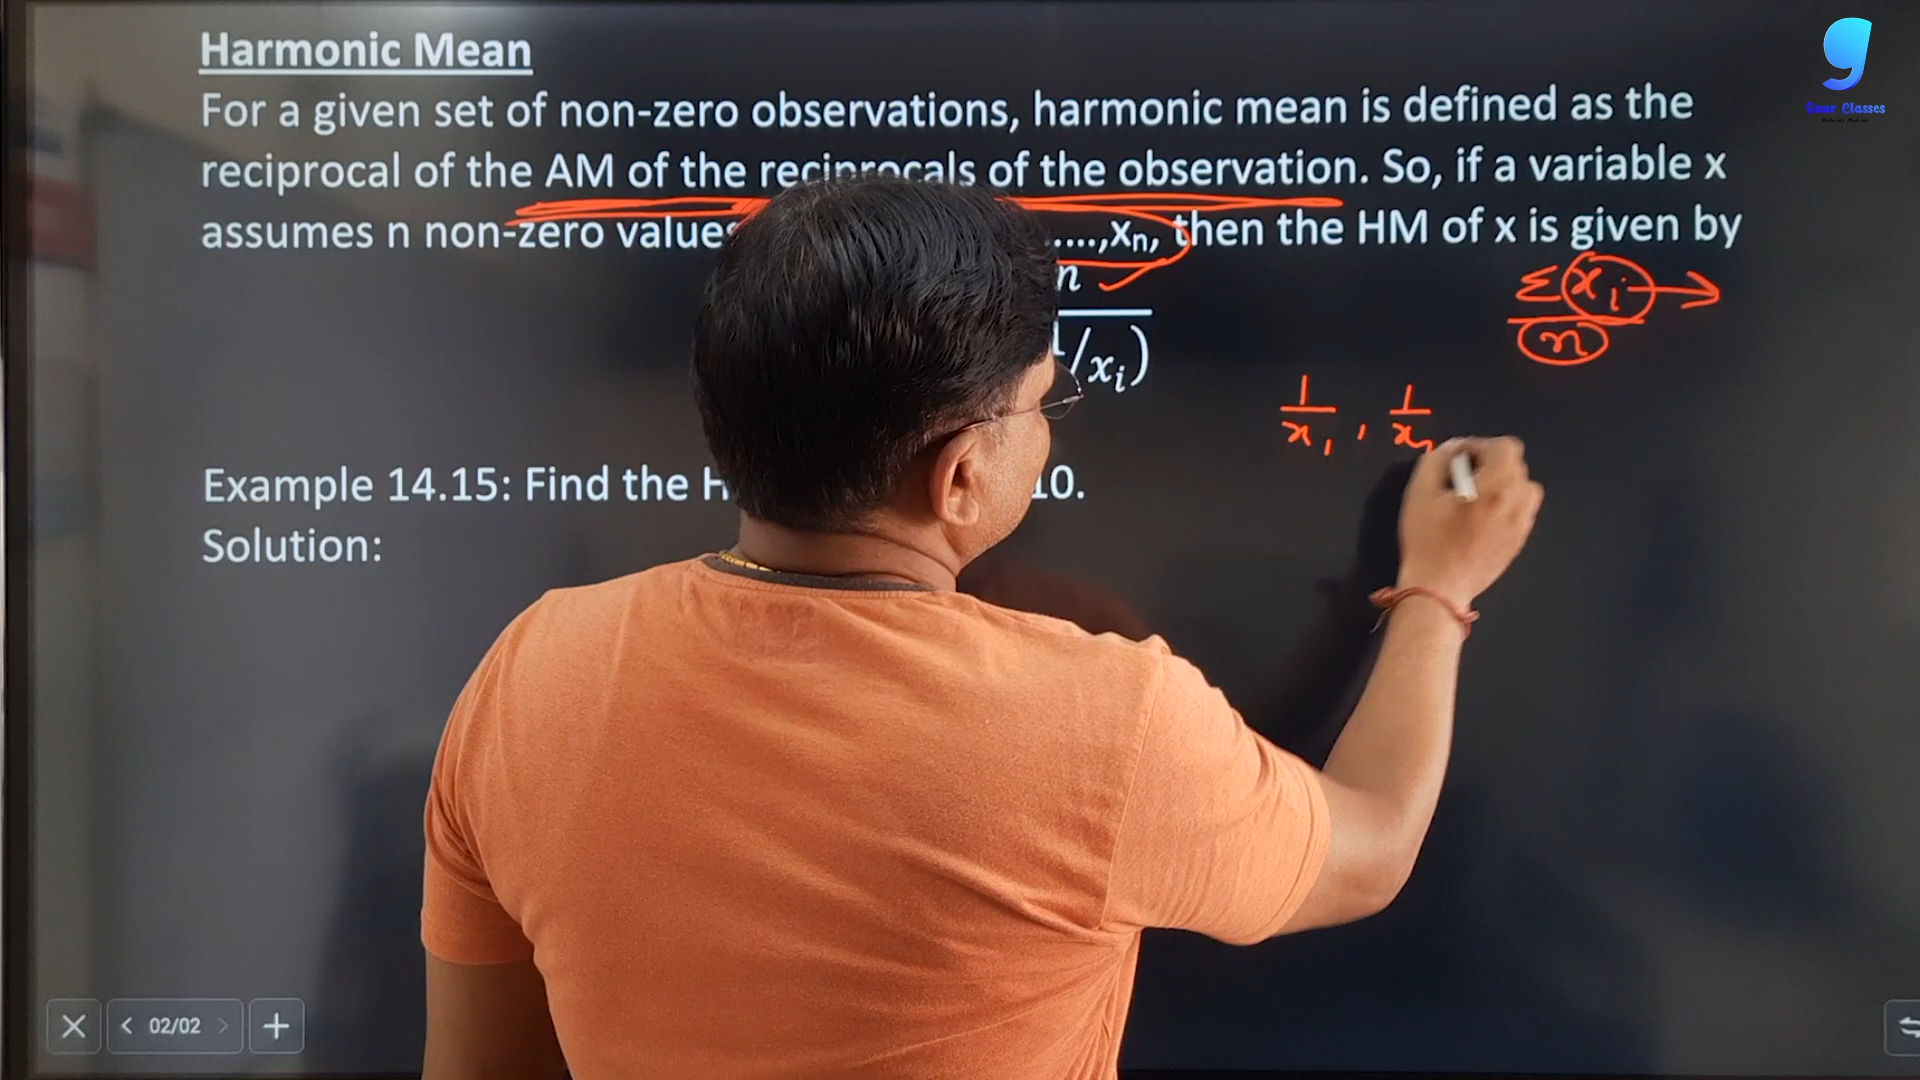 Harmonic Mean
For a given set of non-zero observations, harmonic mean is defined as the
reciprocal of the AM of the reciprocals of the observation. So, if a variable x
assumes n non-zero values .....,xₙ, then the HM of x is given by
n
/xᵢ)
Σxᵢ →
n
1/x₁ , 1/x₂
Example 14.15: Find the H 10.
Solution:
02/02
g
Gaur Classes